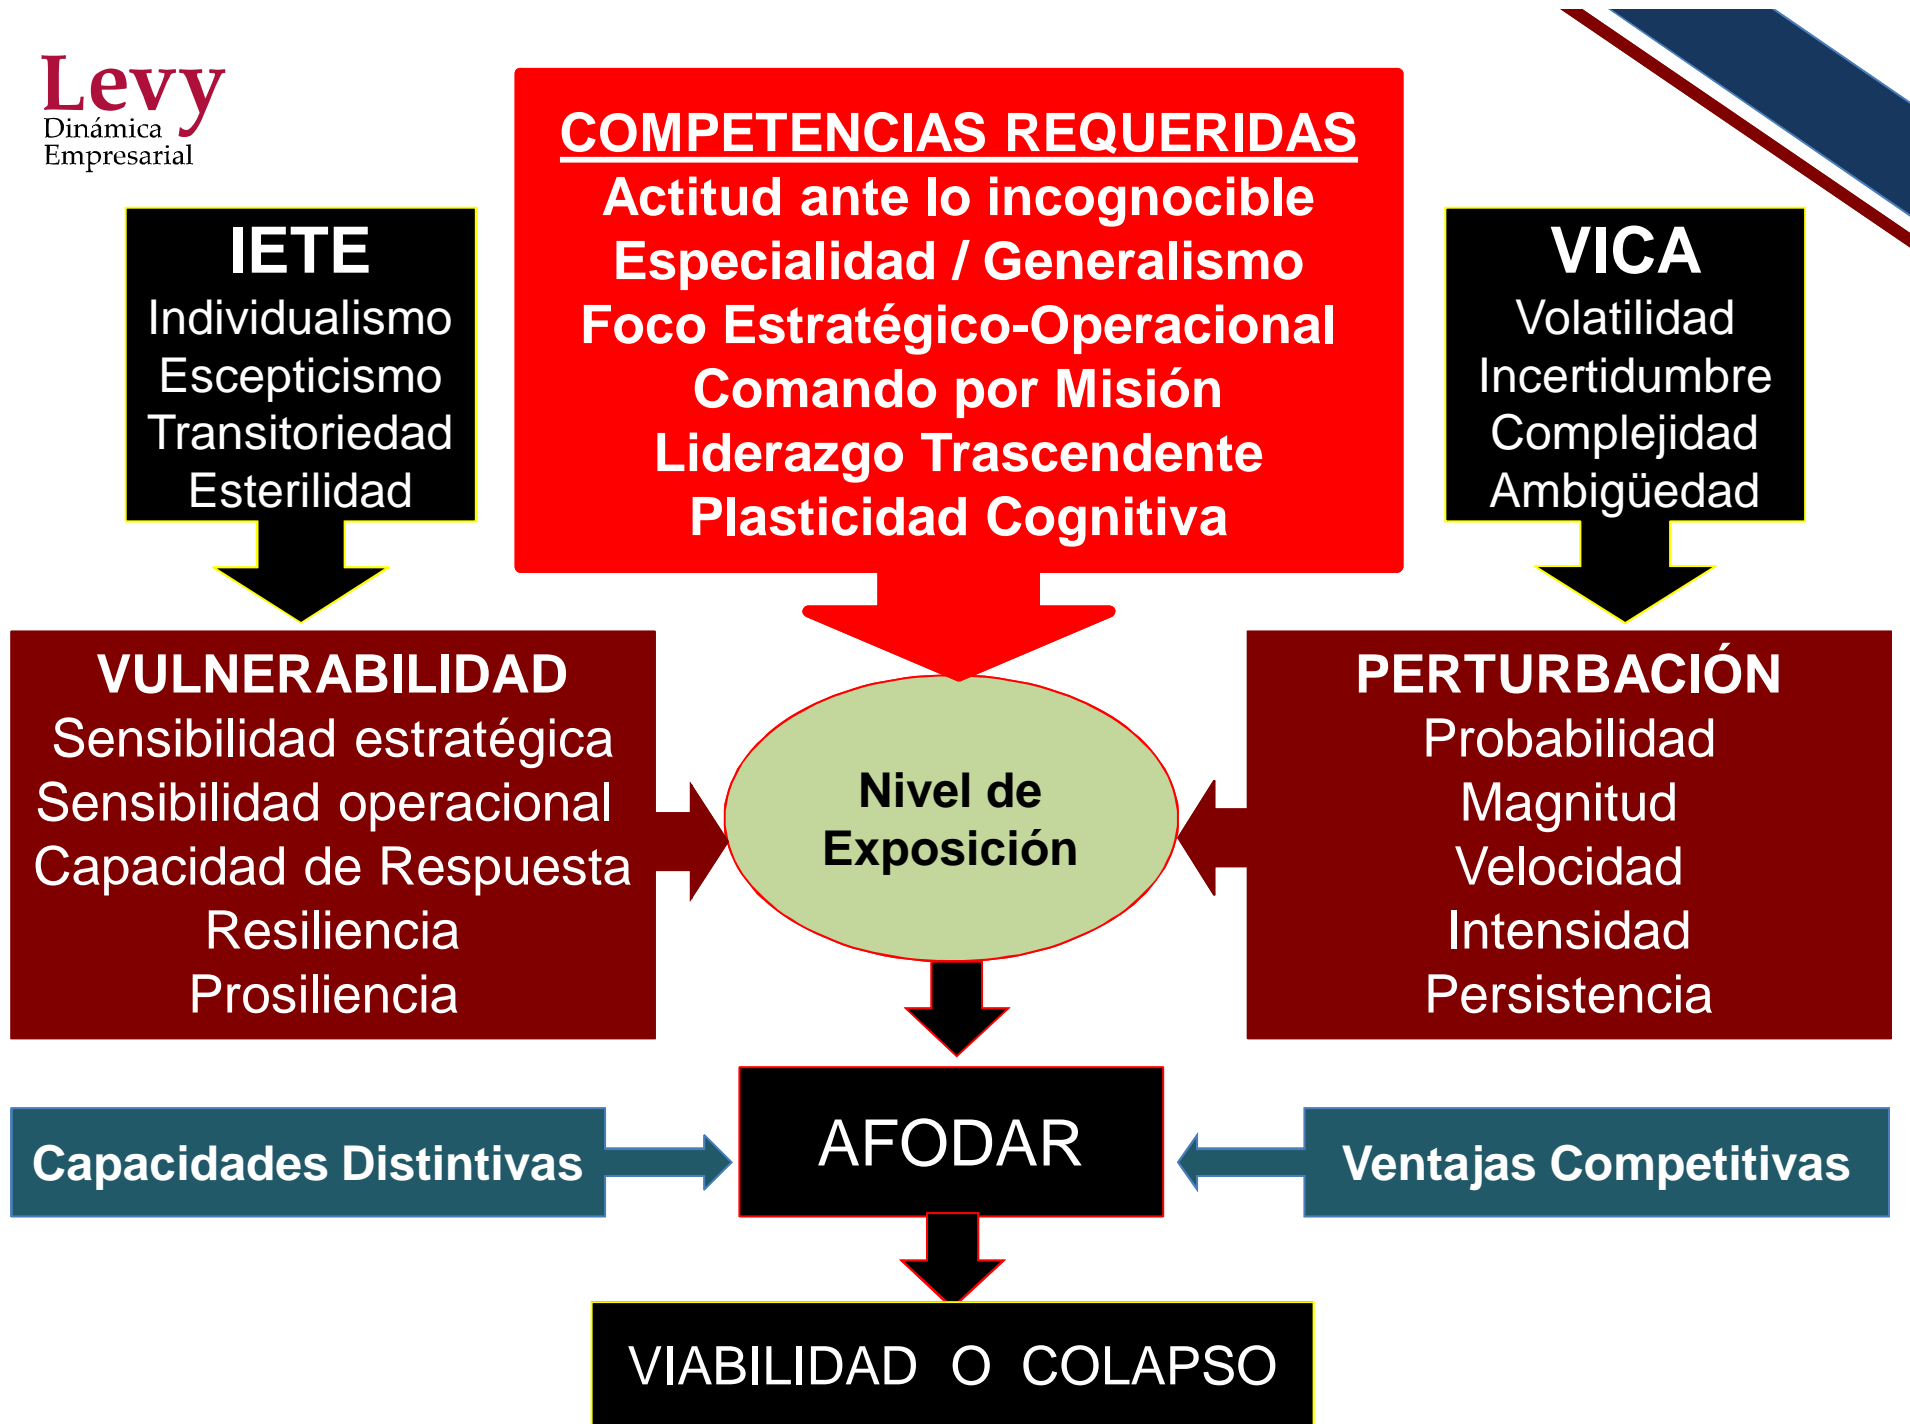 Levy
Dinámica
Empresarial
COMPETENCIAS REQUERIDAS
Actitud ante lo incognocible
Especialidad / Generalismo
Foco Estratégico-Operacional
Comando por Misión
Liderazgo Trascendente
Plasticidad Cognitiva
IETE
Individualismo
Escepticismo
Transitoriedad
Esterilidad
VICA
Volatilidad
Incertidumbre
Complejidad
Ambigüedad
VULNERABILIDAD
Sensibilidad estratégica
Sensibilidad operacional
Capacidad de Respuesta
Resiliencia
Prosiliencia
Nivel de
Exposición
PERTURBACIÓN
Probabilidad
Magnitud
Velocidad
Intensidad
Persistencia
Capacidades Distintivas
AFODAR
Ventajas Competitivas
VIABILIDAD O COLAPSO